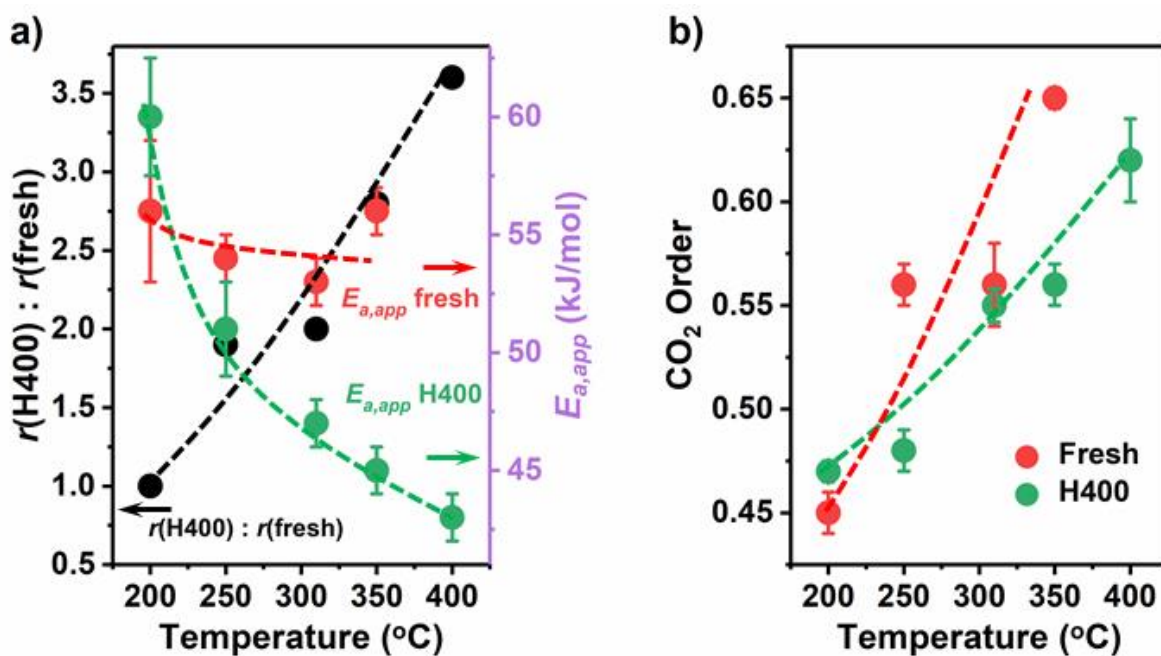 a)
r(H400) : r(fresh)
3.5
3.0
2.5
2.0
1.5
1.0
0.5
200 250 300 350 400
Temperature (°C)
60
55
50
45
Ea,app (kJ/mol)
Ea,app fresh
Ea,app H400
r(H400) : r(fresh)
b)
CO₂ Order
0.65
0.60
0.55
0.50
0.45
200 250 300 350 400
Temperature (°C)
Fresh
H400